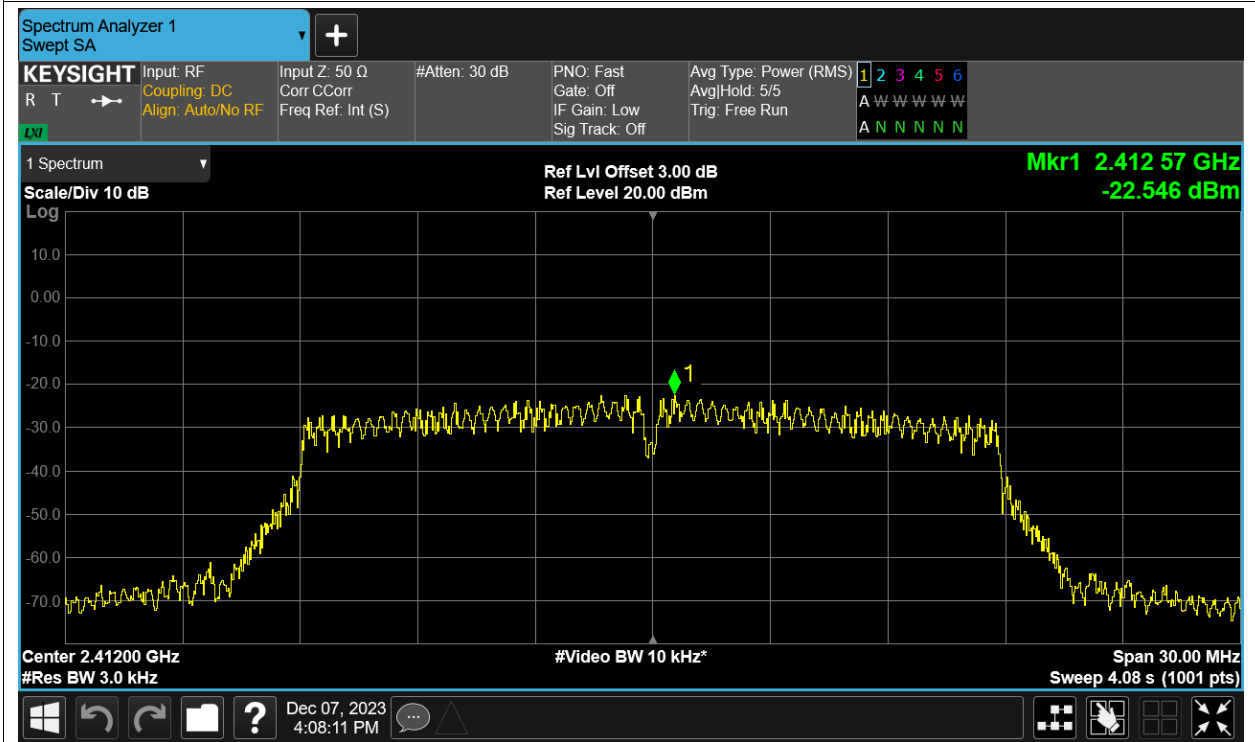 Spectrum Analyzer 1
Swept SA
▼
+
KEYSIGHT
R T
LXI
Input: RF
Coupling: DC
Align: Auto/No RF
Input Z: 50 Ω
Corr CCorr
Freq Ref: Int (S)
#Atten: 30 dB
PNO: Fast
Gate: Off
IF Gain: Low
Sig Track: Off
Avg Type: Power (RMS)
Avg|Hold: 5/5
Trig: Free Run
1 2 3 4 5 6
A W W W W W
A N N N N N
1 Spectrum ▼
Scale/Div 10 dB
Ref Lvl Offset 3.00 dB
Ref Level 20.00 dBm
Mkr1 2.412 57 GHz
-22.546 dBm
Log
10.0
0.00
-10.0
-20.0
-30.0
-40.0
-50.0
-60.0
-70.0
1
Center 2.41200 GHz
#Res BW 3.0 kHz
#Video BW 10 kHz*
Span 30.00 MHz
Sweep 4.08 s (1001 pts)
?
Dec 07, 2023
4:08:11 PM